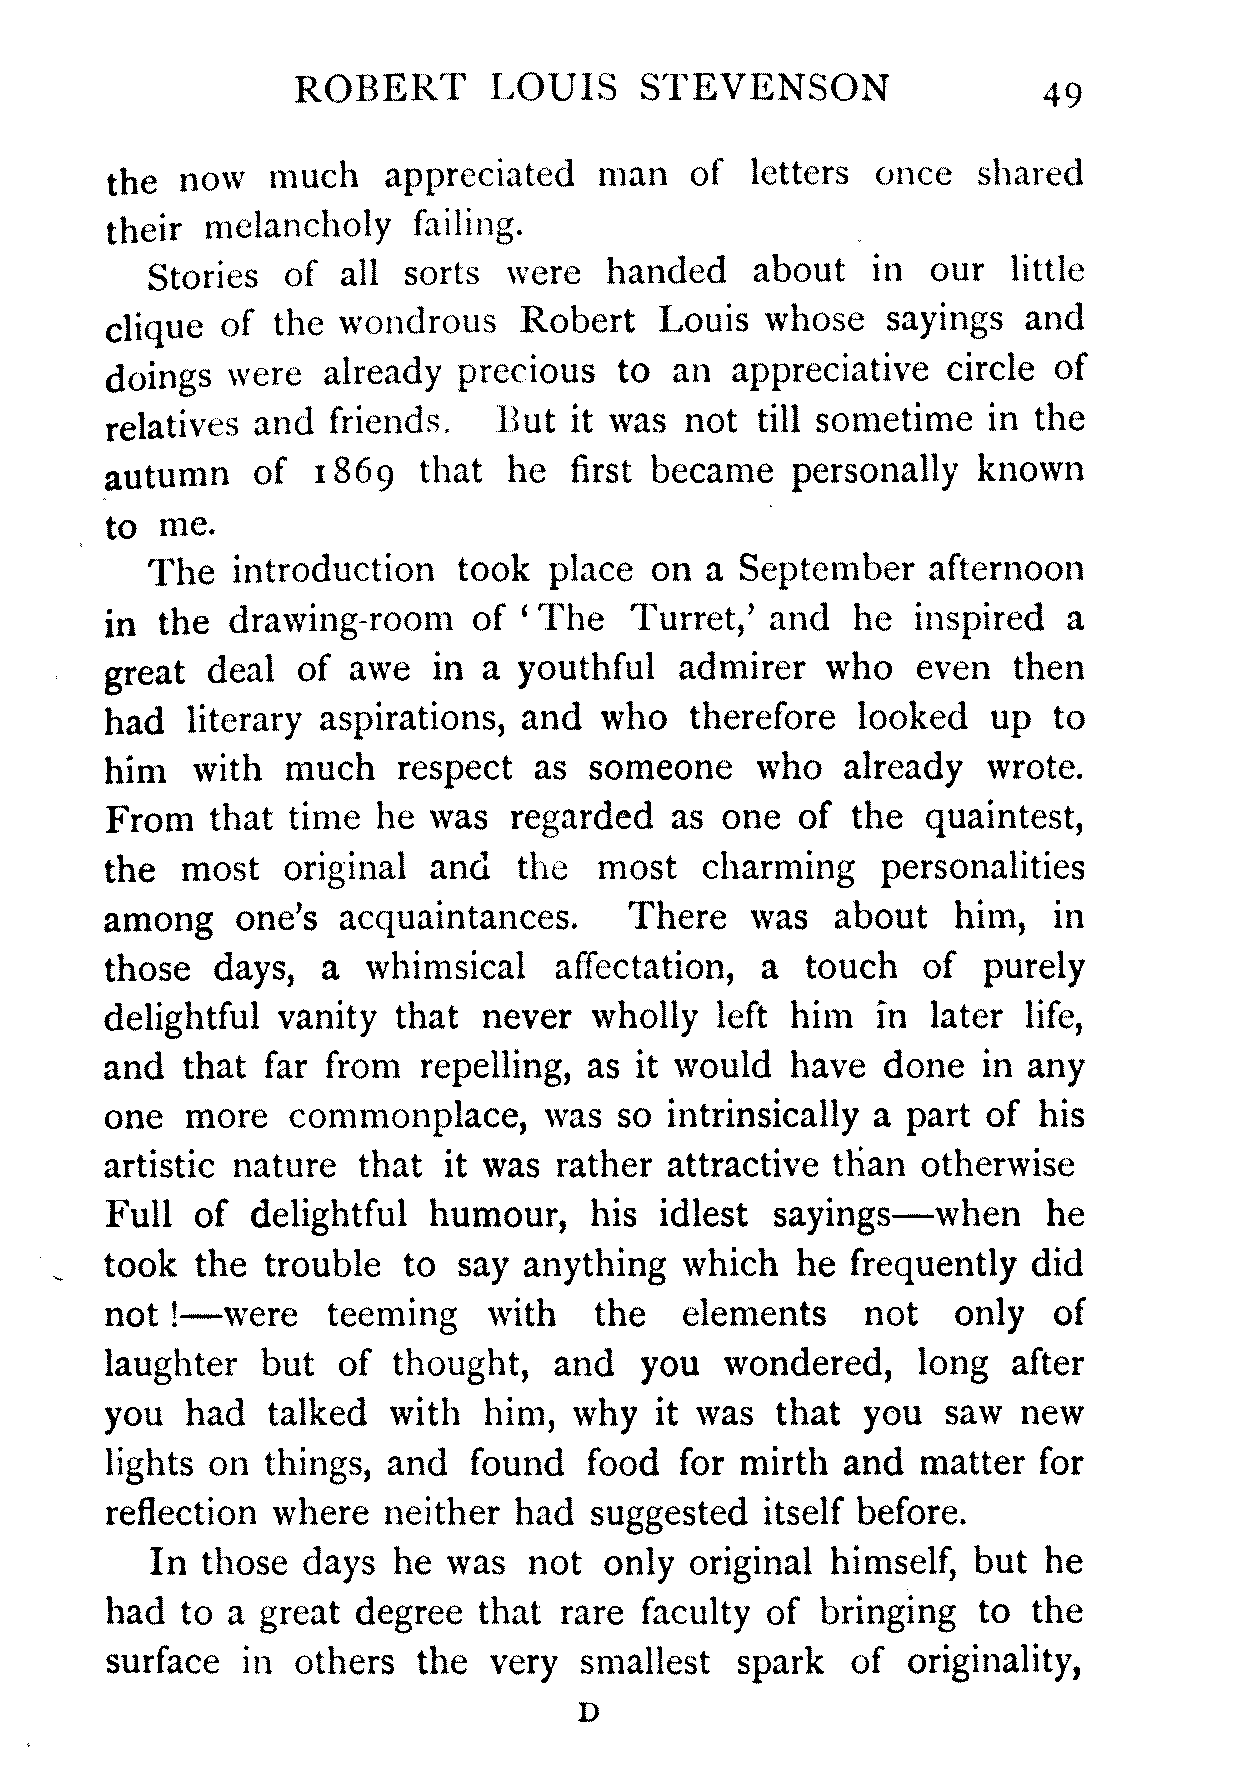 ROBERT LOUIS STEVENSON 49
the now much appreciated man of letters once shared
their melancholy failing.
Stories of all sorts were handed about in our little
clique of the wondrous Robert Louis whose sayings and
doings were already precious to an appreciative circle of
relatives and friends. But it was not till sometime in the
autumn of 1869 that he first became personally known
to me.
The introduction took place on a September afternoon
in the drawing-room of ‘The Turret,’ and he inspired a
great deal of awe in a youthful admirer who even then
had literary aspirations, and who therefore looked up to
him with much respect as someone who already wrote.
From that time he was regarded as one of the quaintest,
the most original and the most charming personalities
among one's acquaintances. There was about him, in
those days, a whimsical affectation, a touch of purely
delightful vanity that never wholly left him in later life,
and that far from repelling, as it would have done in any
one more commonplace, was so intrinsically a part of his
artistic nature that it was rather attractive than otherwise
Full of delightful humour, his idlest sayings—when he
took the trouble to say anything which he frequently did
not !—were teeming with the elements not only of
laughter but of thought, and you wondered, long after
you had talked with him, why it was that you saw new
lights on things, and found food for mirth and matter for
reflection where neither had suggested itself before.
In those days he was not only original himself, but he
had to a great degree that rare faculty of bringing to the
surface in others the very smallest spark of originality,
D